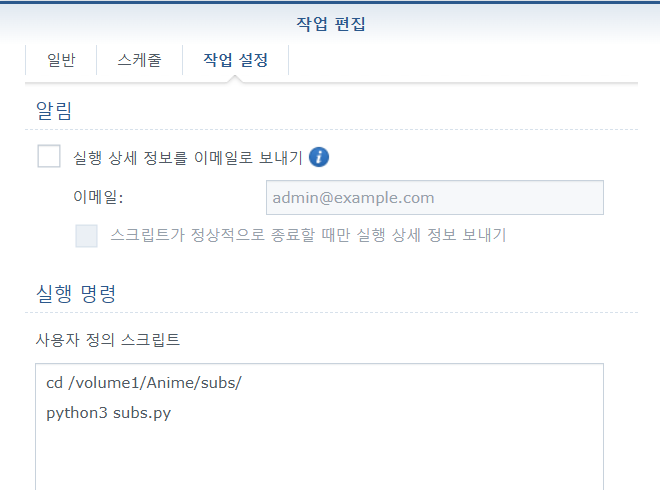 작업 편집
일반 스케줄 작업 설정
알림
실행 상세 정보를 이메일로 보내기 i
이메일: admin@example.com
스크립트가 정상적으로 종료할 때만 실행 상세 정보 보내기
실행 명령
사용자 정의 스크립트
cd /volume1/Anime/subs/
python3 subs.py